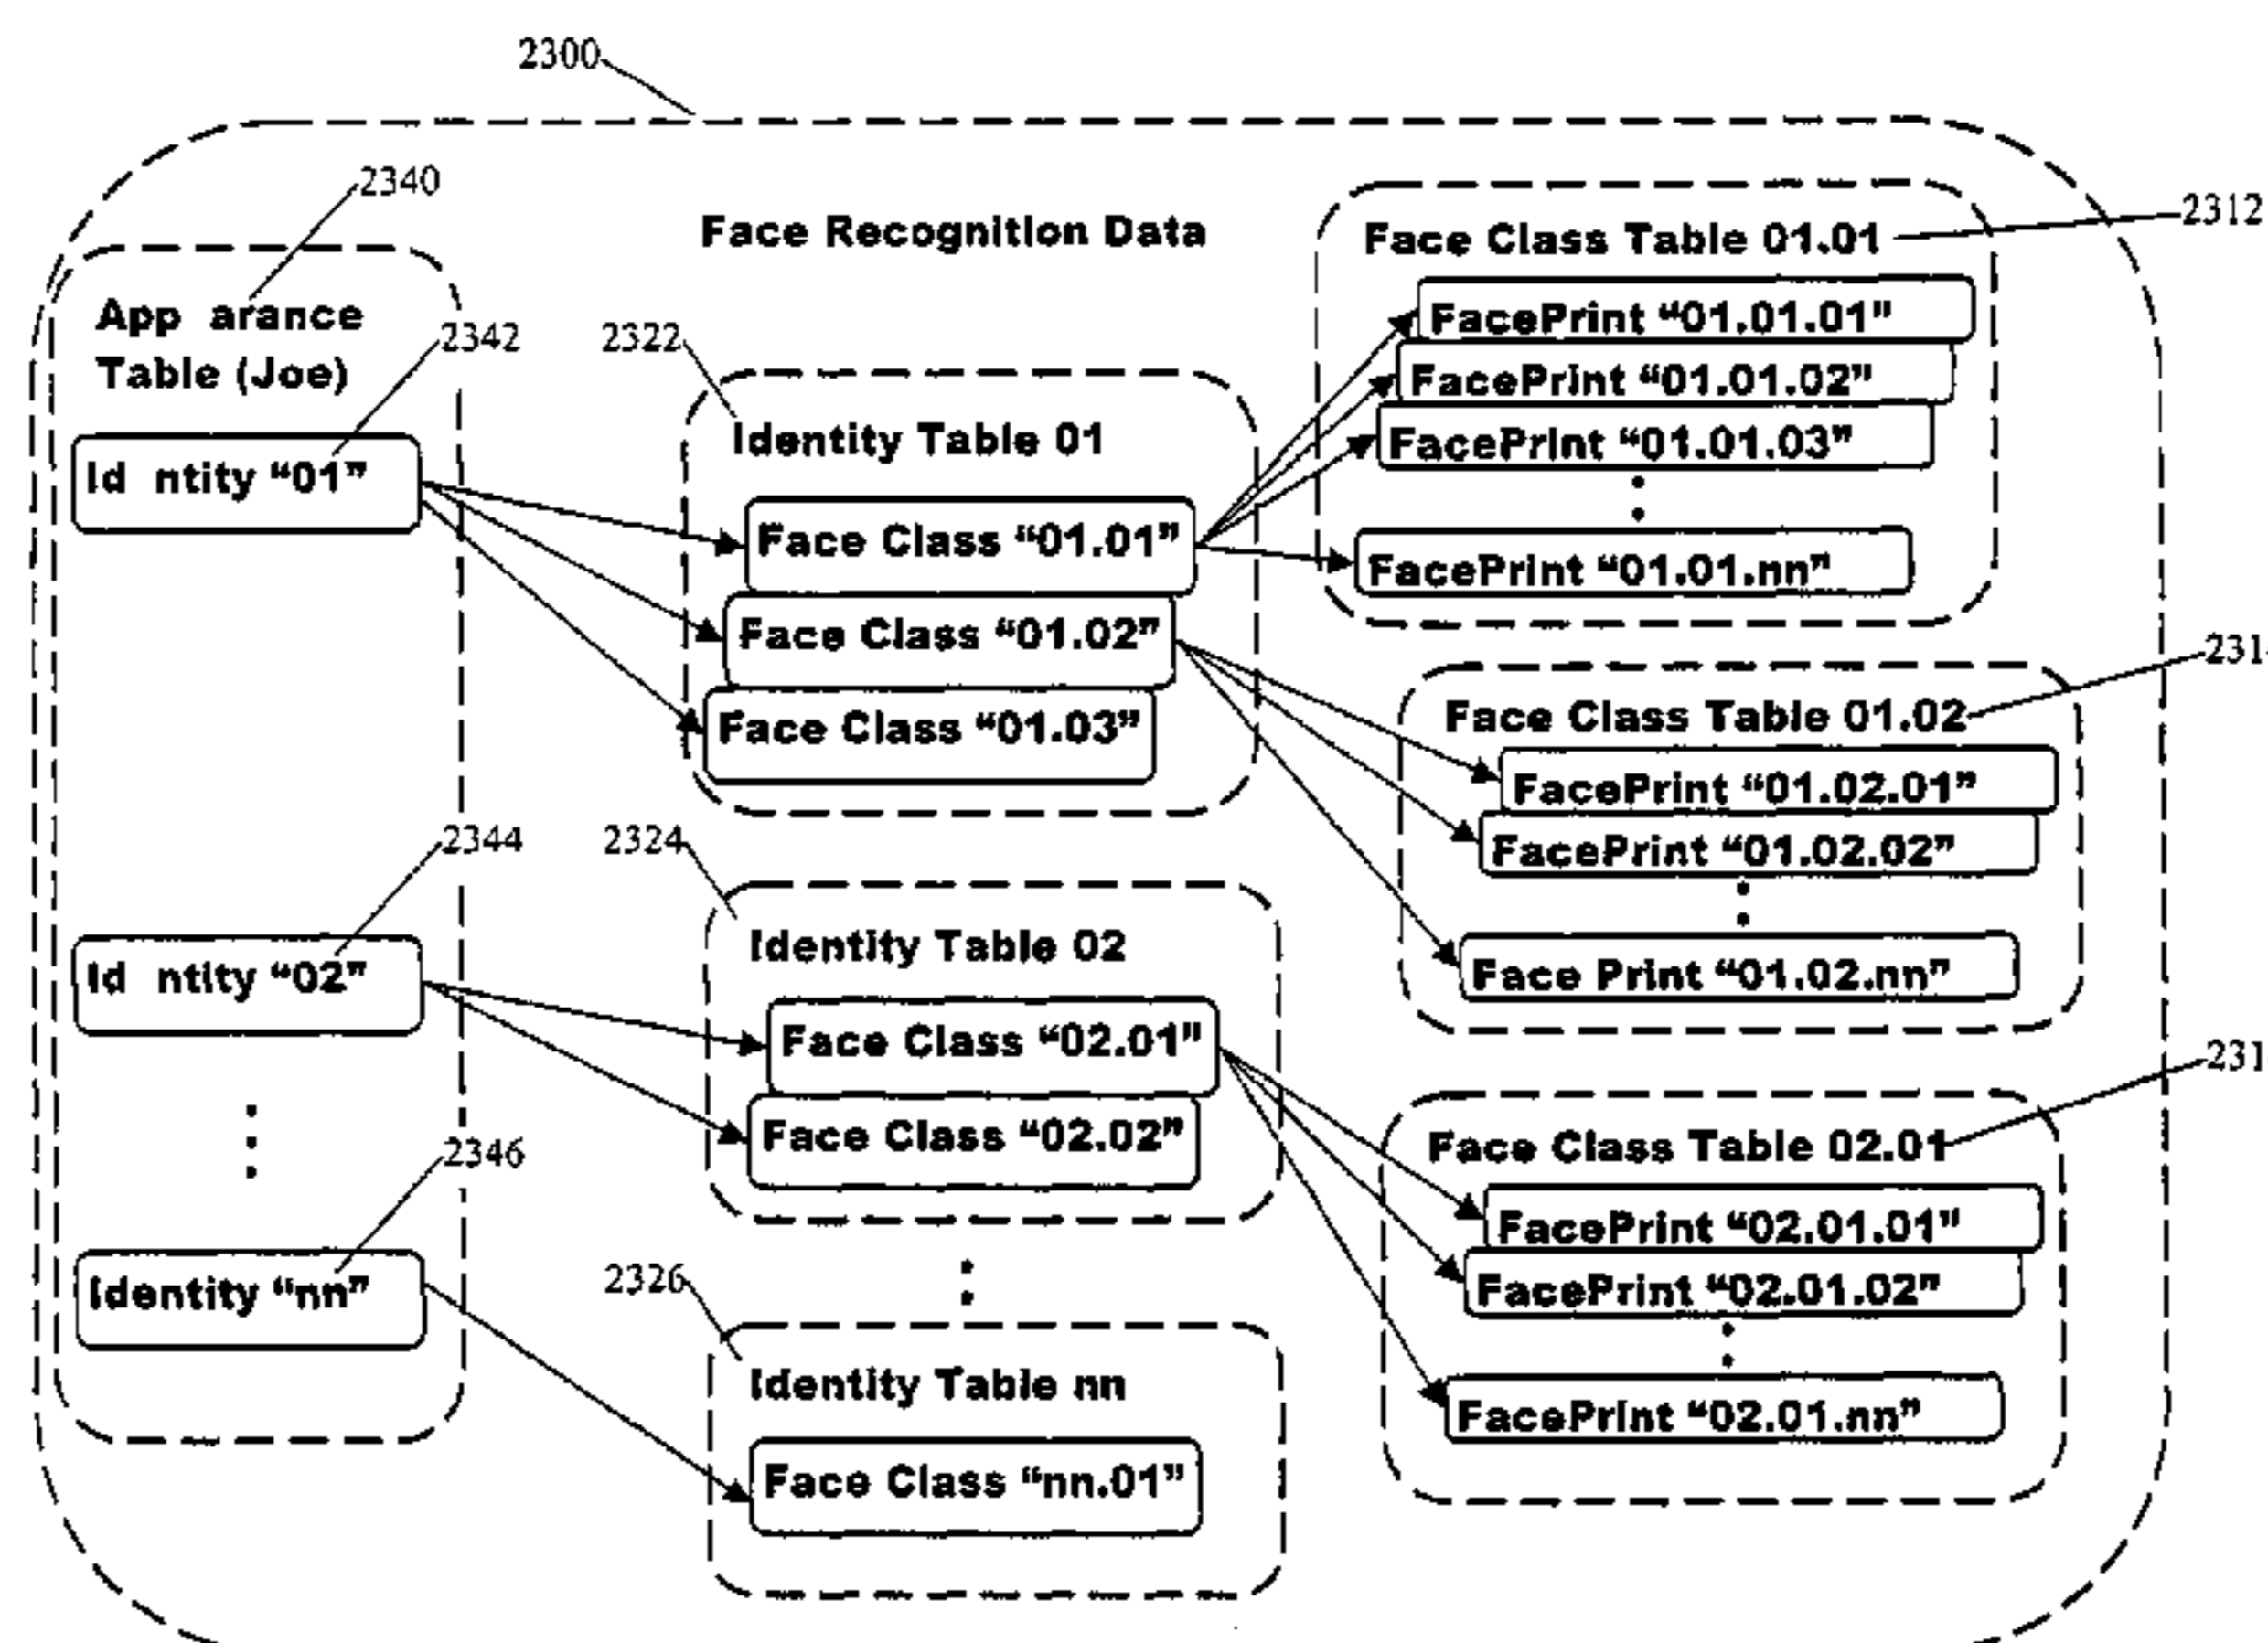 2300
2340
Face Recognition Data
2312
Face Class Table 01.01
App arance
Table (Joe)
2342
2322
FacePrint “01.01.01”
FacePrint “01.01.02”
FacePrint “01.01.03”
Identity Table 01
Id ntity “01”
Face Class “01.01”
FacePrint “01.01.nn”
Face Class “01.02”
Face Class “01.03”
231
Face Class Table 01.02
FacePrint “01.02.01”
FacePrint “01.02.02”
Face Print “01.02.nn”
2344
2324
Identity Table 02
Id ntity “02”
Face Class “02.01”
Face Class “02.02”
231
Face Class Table 02.01
FacePrint “02.01.01”
FacePrint “02.01.02”
FacePrint “02.01.nn”
2346
Identity “nn”
2326
Identity Table nn
Face Class “nn.01”